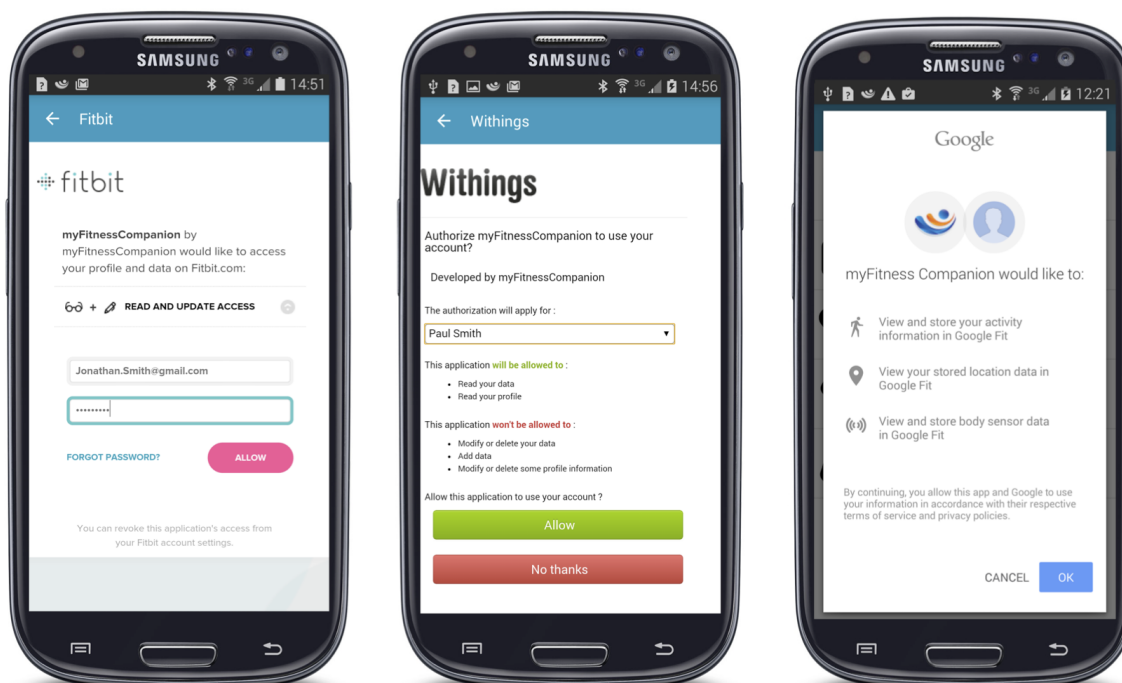 SAMSUNG
3G 14:51
Fitbit
fitbit
myFitnessCompanion by
myFitnessCompanion would like to access
your profile and data on Fitbit.com:
+ READ AND UPDATE ACCESS
Jonathan.Smith@gmail.com
•••••••••
FORGOT PASSWORD?
ALLOW
You can revoke this application's access from
your Fitbit account settings.
SAMSUNG
3G 14:56
Withings
Withings
Authorize myFitnessCompanion to use your
account?
Developed by myFitnessCompanion
The authorization will apply for :
Paul Smith
This application will be allowed to :
• Read your data
• Read your profile
This application won't be allowed to :
• Modify or delete your data
• Add data
• Modify or delete some profile information
Allow this application to use your account ?
Allow
No thanks
SAMSUNG
3G 12:21
Google
myFitness Companion would like to:
View and store your activity
information in Google Fit
View your stored location data in
Google Fit
View and store body sensor data
in Google Fit
By continuing, you allow this app and Google to use
your information in accordance with their respective
terms of service and privacy policies.
CANCEL
OK